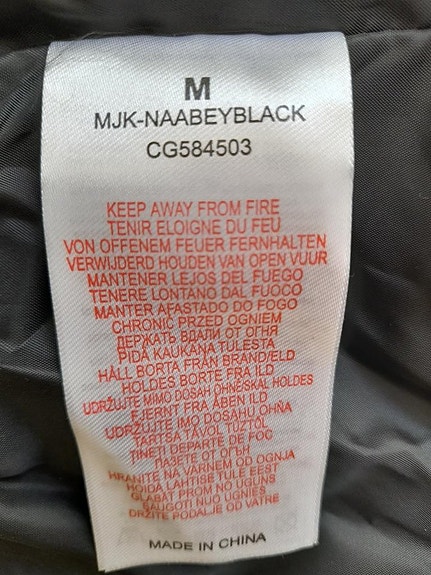 M
MJK-NAABEYBLACK
CG584503
KEEP AWAY FROM FIRE
TENIR ELOIGNE DU FEU
VON OFFENEM FEUER FERNHALTEN
VERWIJDERD HOUDEN VAN OPEN VUUR
MANTENER LEJOS DEL FUEGO
TENERE LONTANO DAL FUOCO
MANTER AFASTADO DO FOGO
CHRONIĆ PRZED OGNIEM
ДЕРЖАТЬ ВДАЛИ ОТ ОГНЯ
PIDÄ KAUKANA TULESTA
HÅLL BORTA FRÅN BRAND/ELD
HOLDES BORTE FRA ILD
UDRŽUJTE MIMO DOSAH OHNĚ/SKAL HOLDES
FJERNT FRA ÅBEN ILD
UDRŽUJTE IMO DOSAHU OHŇA
TARTSA TÁVOL TŰZTŐL
ȚINEȚI DEPARTE DE FOC
ПАЗЕТЕ ОТ ОГЪН
HRANITE NA VARNEM OD OGNJA
HOIDA LAHTISE TULE EEST
GLABĀT PROM NO UGUNS
SAUGOTI NUO UGNIES
DRŽITE PODALJE OD VATRE
MADE IN CHINA